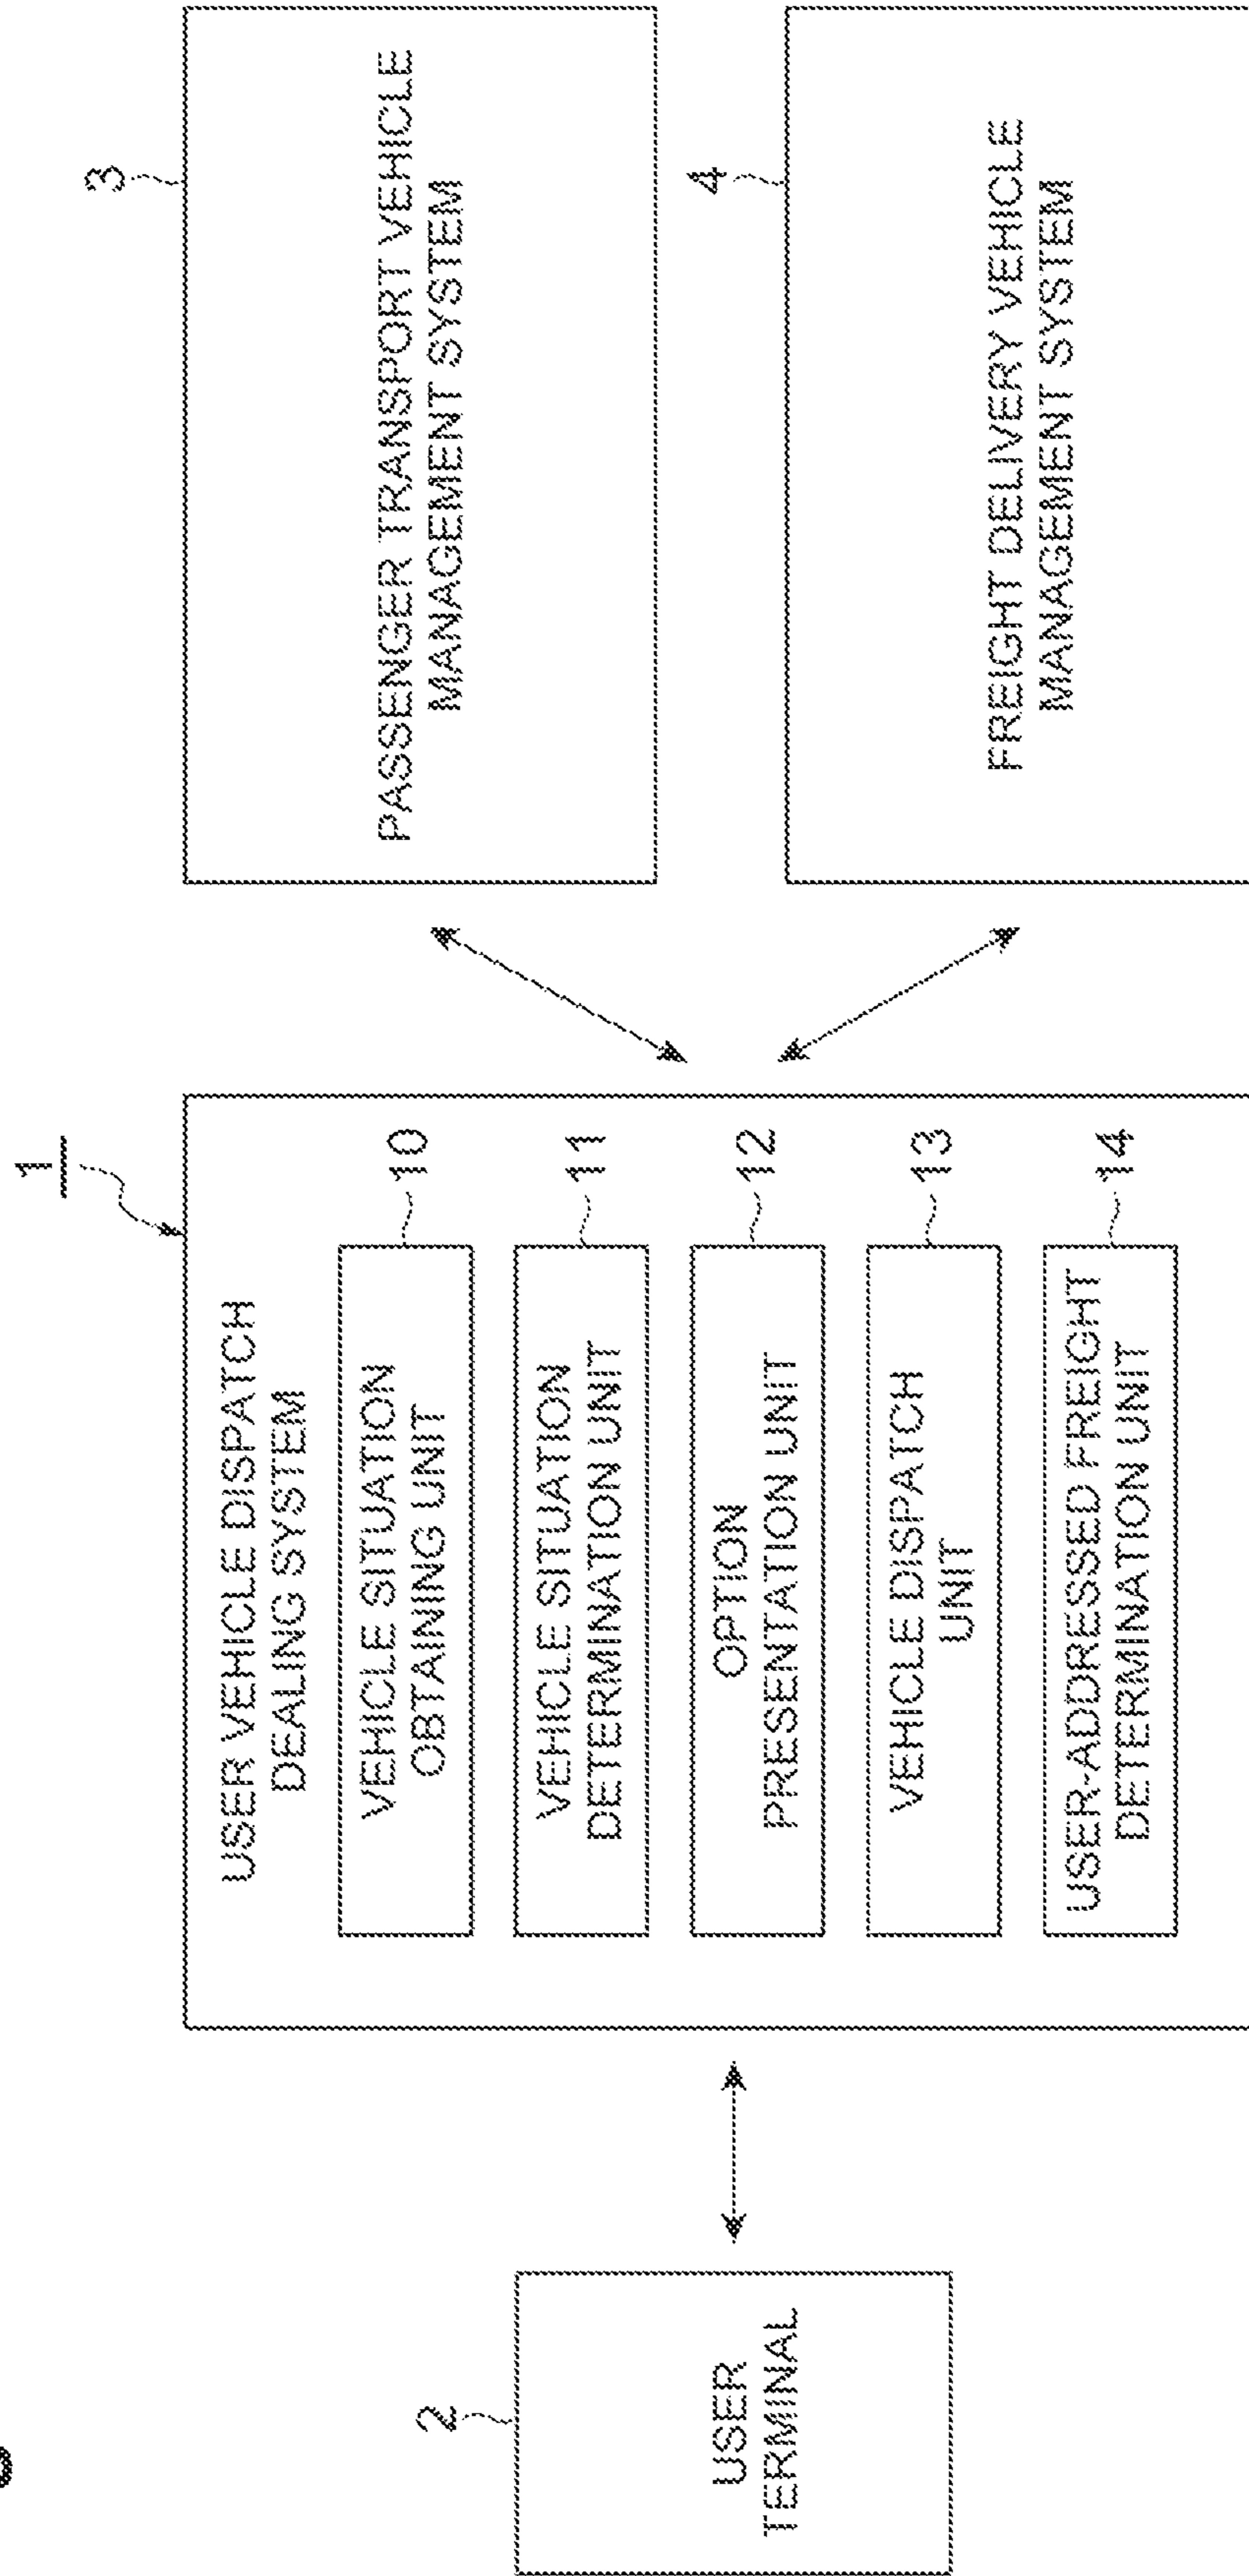 1
USER VEHICLE DISPATCH
DEALING SYSTEM
VEHICLE SITUATION
OBTAINING UNIT
10
VEHICLE SITUATION
DETERMINATION UNIT
11
OPTION
PRESENTATION UNIT
12
VEHICLE DISPATCH
UNIT
13
USER-ADDRESSED FREIGHT
DETERMINATION UNIT
14
2
USER
TERMINAL
3
PASSENGER TRANSPORT VEHICLE
MANAGEMENT SYSTEM
4
FREIGHT DELIVERY VEHICLE
MANAGEMENT SYSTEM